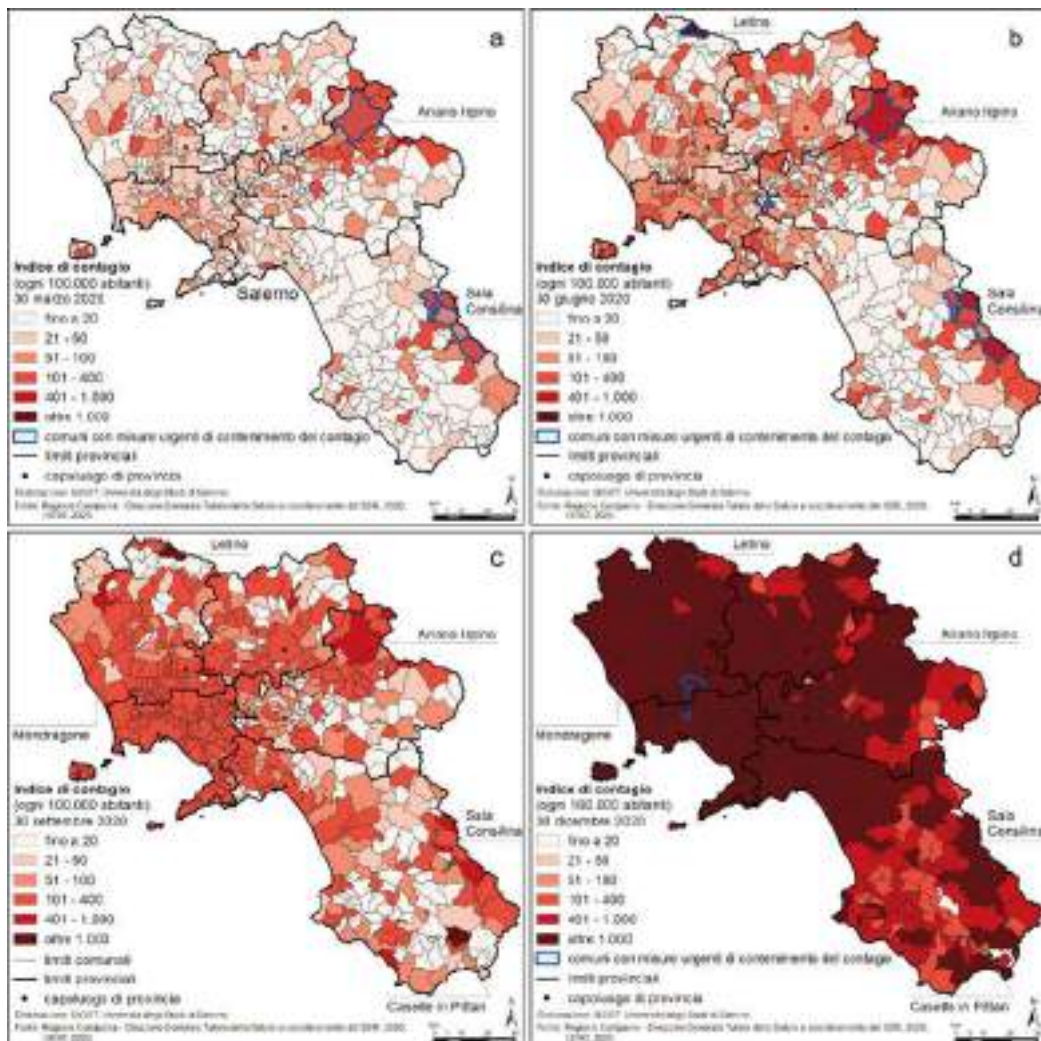 a
Ariano Irpino
Salerno
Sala
Consilina
Indice di contagio
(ogni 100.000 abitanti)
30 marzo 2020
fino a 20
21 - 50
51 - 100
101 - 400
401 - 1.000
oltre 1.000
comuni con misure urgenti di contenimento del contagio
limiti provinciali
capoluogo di provincia
b
Letino
Ariano Irpino
Sala
Consilina
Indice di contagio
(ogni 100.000 abitanti)
30 giugno 2020
fino a 20
21 - 50
51 - 100
101 - 400
401 - 1.000
oltre 1.000
comuni con misure urgenti di contenimento del contagio
limiti provinciali
capoluogo di provincia
c
Letino
Ariano Irpino
Mondragone
Sala
Consilina
Indice di contagio
(ogni 100.000 abitanti)
30 settembre 2020
fino a 20
21 - 50
51 - 100
101 - 400
401 - 1.000
oltre 1.000
limiti comunali
limiti provinciali
capoluogo di provincia
Caselle in Pittari
d
Letino
Ariano Irpino
Mondragone
Sala
Consilina
Indice di contagio
(ogni 100.000 abitanti)
30 dicembre 2020
fino a 20
21 - 50
51 - 100
101 - 400
401 - 1.000
oltre 1.000
comuni con misure urgenti di contenimento del contagio
limiti provinciali
capoluogo di provincia
Caselle in Pittari